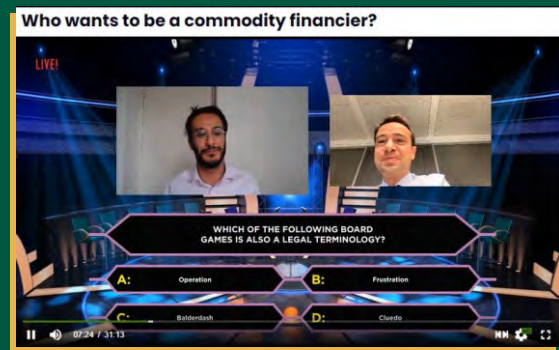 Who wants to be a commodity financier?
LIVE!
WHICH OF THE FOLLOWING BOARD
GAMES IS ALSO A LEGAL TERMINOLOGY?
A: Operation
B: Frustration
C: Balderdash
D: Cluedo
07:24 / 31:13